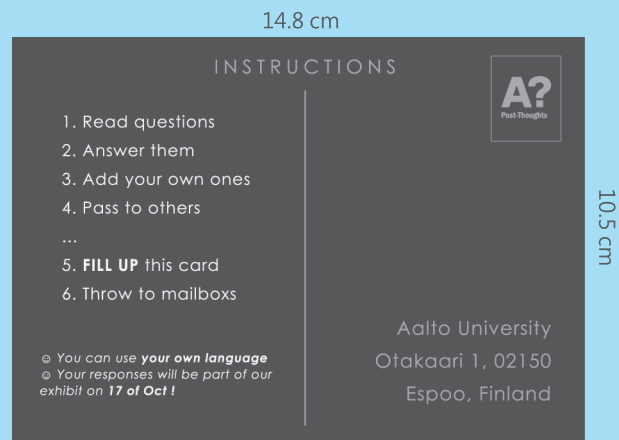 14.8 cm
INSTRUCTIONS
A?
Post-Thoughts
1. Read questions
2. Answer them
3. Add your own ones
4. Pass to others
...
5. FILL UP this card
6. Throw to mailboxs
☺ You can use your own language
☺ Your responses will be part of our
exhibit on 17 of Oct !
Aalto University
Otakaari 1, 02150
Espoo, Finland
10.5 cm